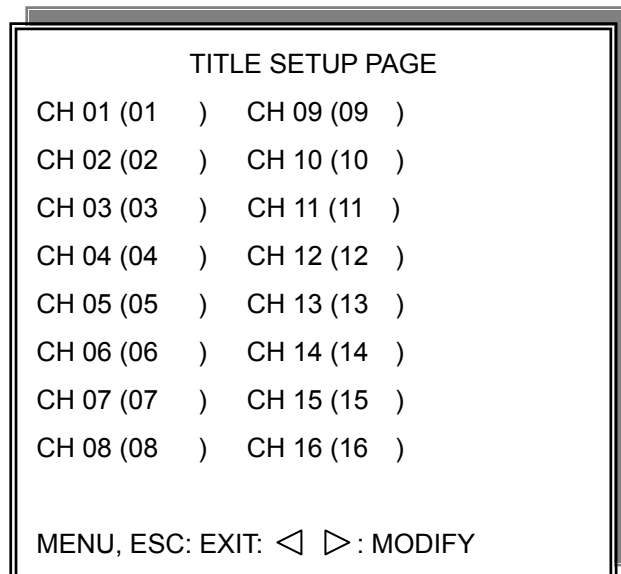 TITLE SETUP PAGE
CH 01 (01 ) CH 09 (09 )
CH 02 (02 ) CH 10 (10 )
CH 03 (03 ) CH 11 (11 )
CH 04 (04 ) CH 12 (12 )
CH 05 (05 ) CH 13 (13 )
CH 06 (06 ) CH 14 (14 )
CH 07 (07 ) CH 15 (15 )
CH 08 (08 ) CH 16 (16 )
MENU, ESC: EXIT: ◁ ▷ : MODIFY